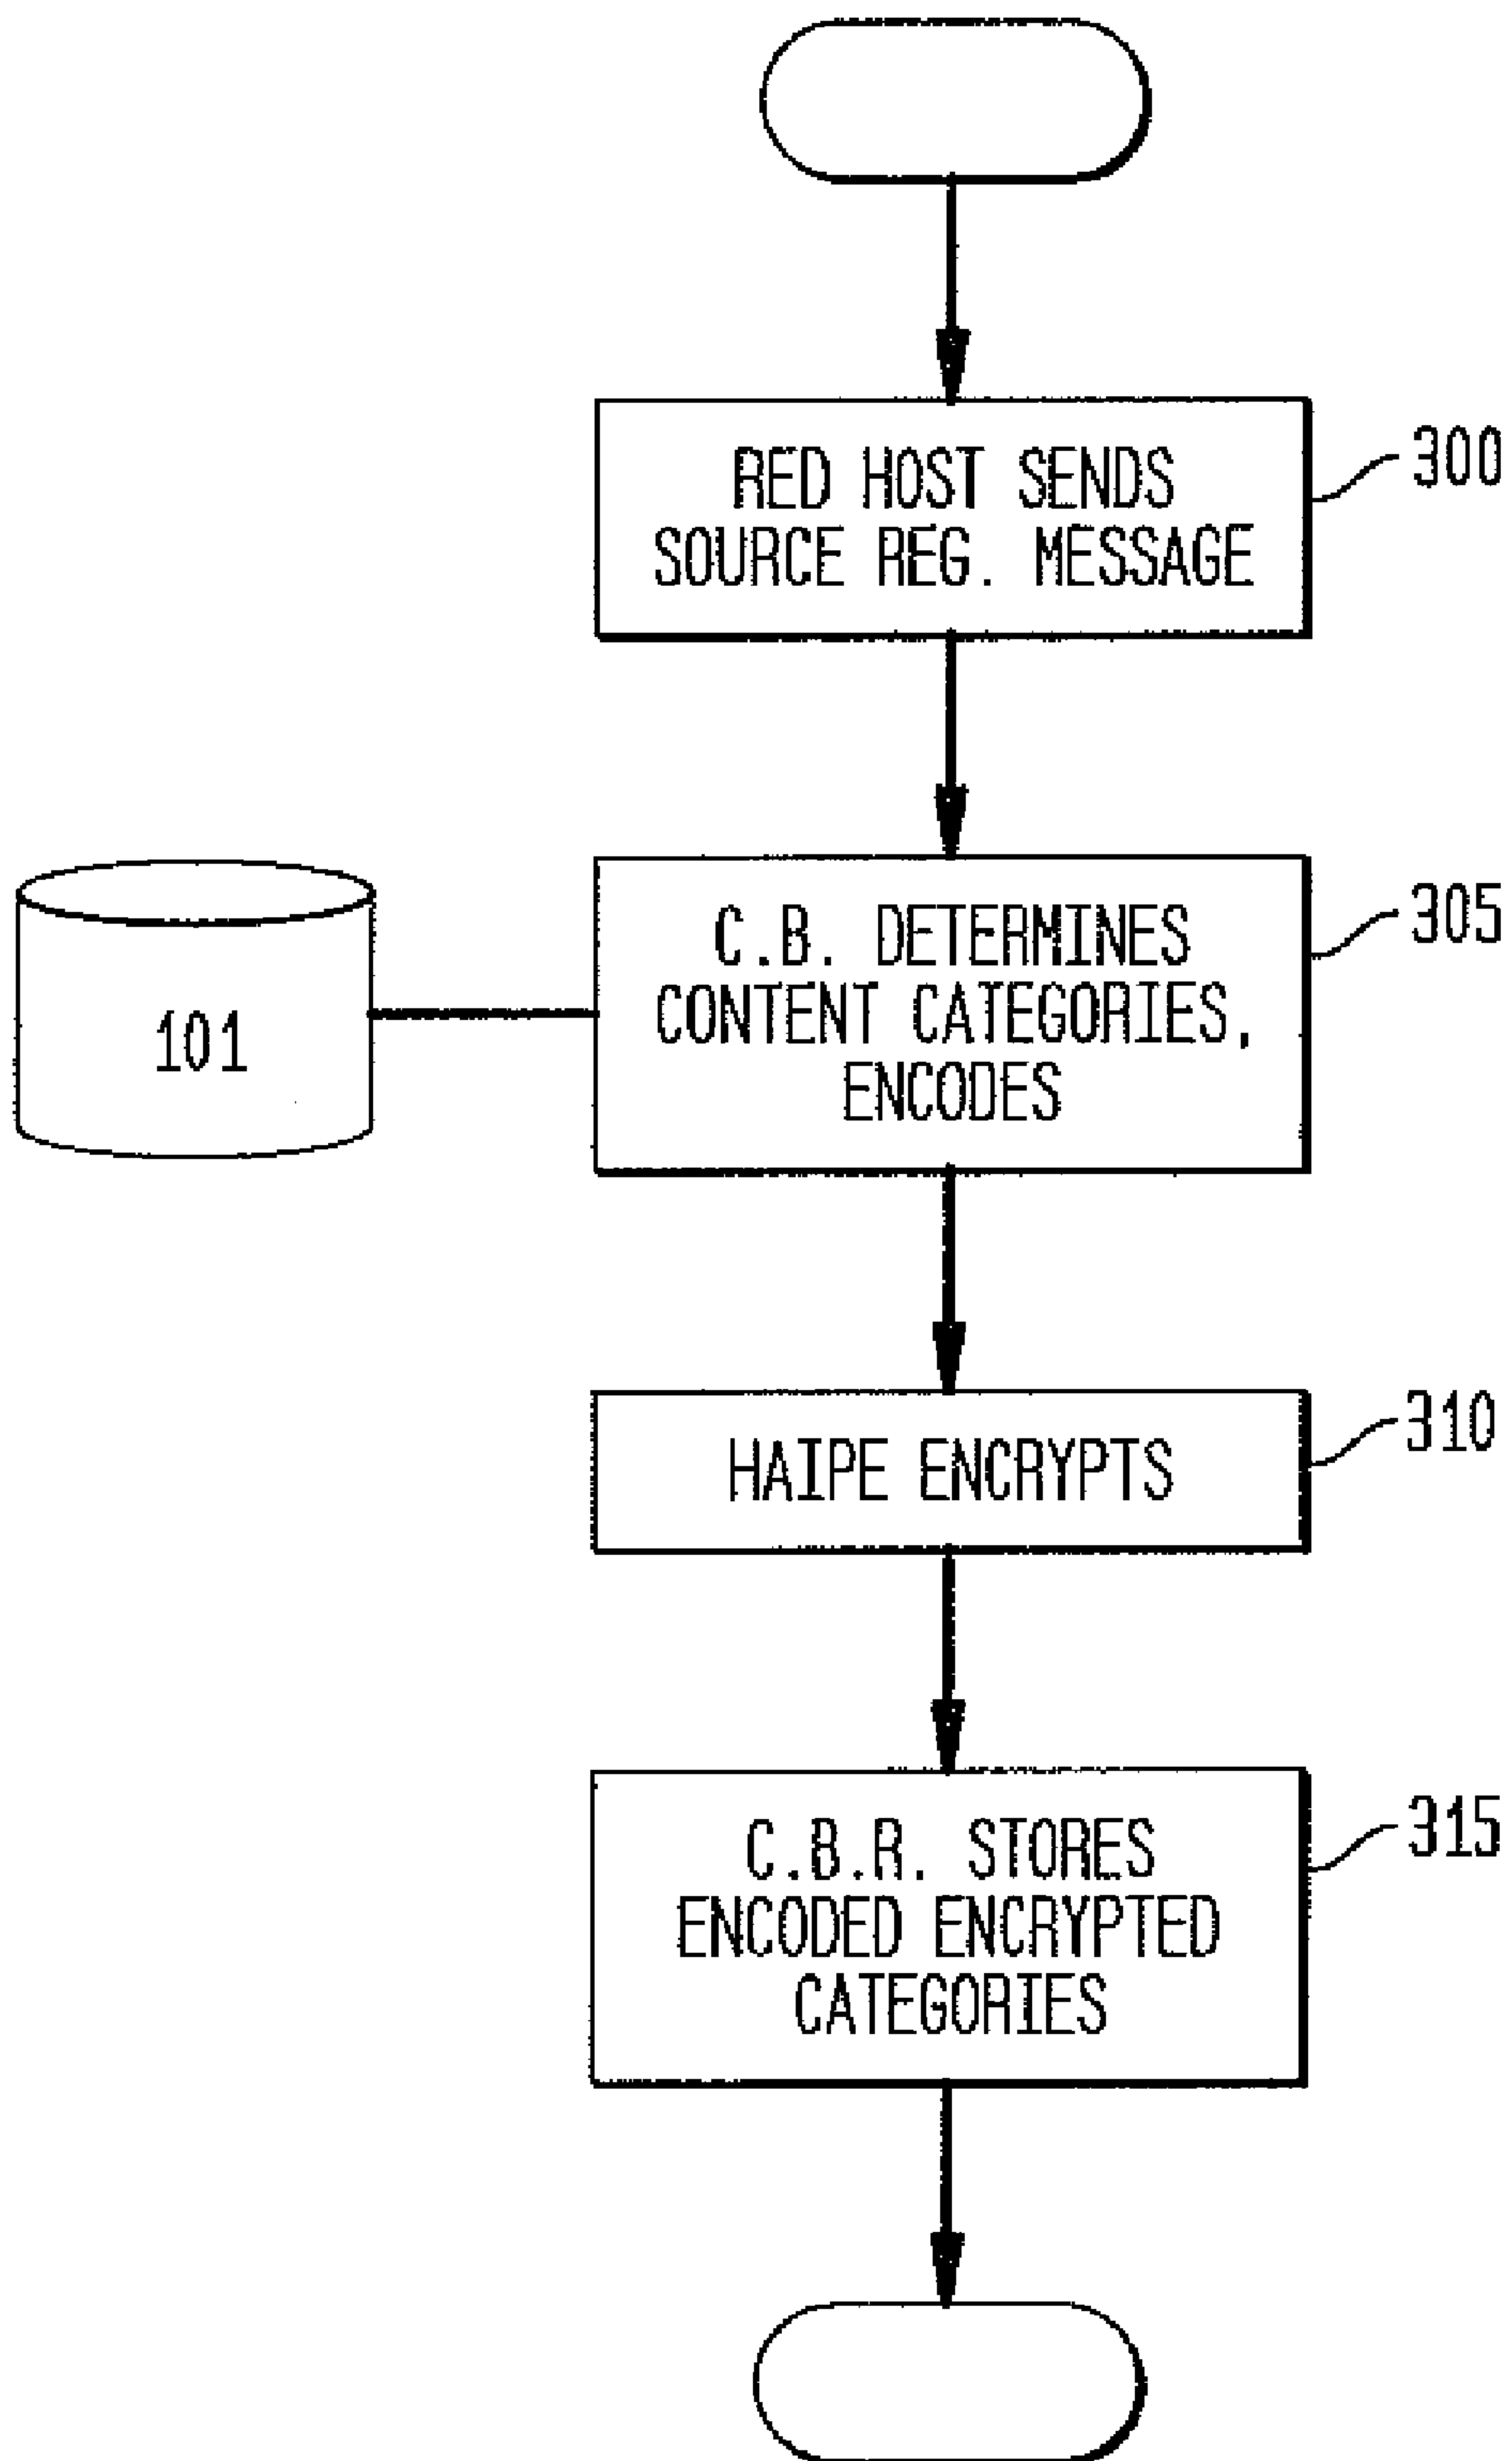 RED HOST SENDS
SOURCE REG. MESSAGE
300
101
C.B. DETERMINES
CONTENT CATEGORIES,
ENCODES
305
HAIPE ENCRYPTS
310
C.B.R. STORES
ENCODED ENCRYPTED
CATEGORIES
315